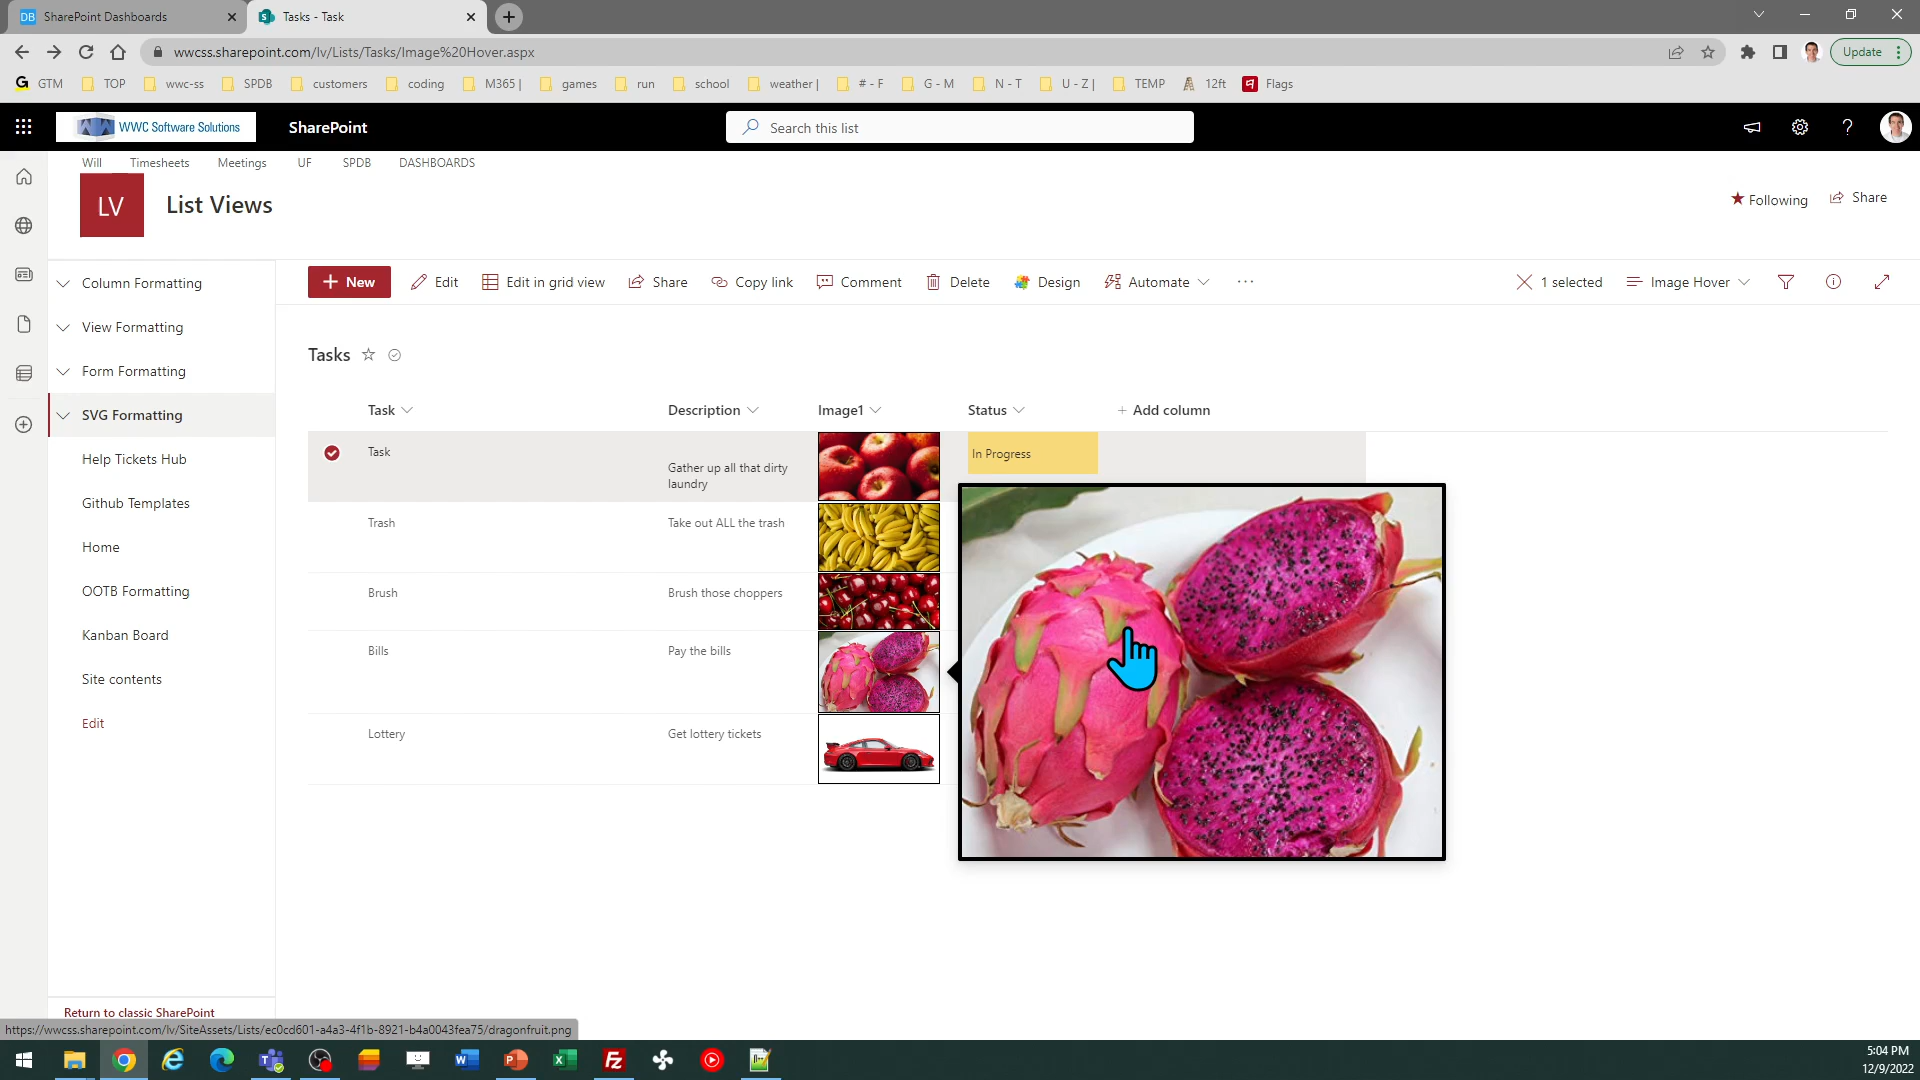 DB SharePoint Dashboards
S Tasks - Task
wwcss.sharepoint.com/lv/Lists/Tasks/Image%20Hover.aspx
Update
G GTM TOP wwc-ss SPDB customers coding M365 | games run school weather | # - F G - M N - T U - Z | TEMP 12ft Flags
WWC Software Solutions
SharePoint
Search this list
Will Timesheets Meetings UF SPDB DASHBOARDS
LV
List Views
Following
Share
Column Formatting
View Formatting
Form Formatting
SVG Formatting
Help Tickets Hub
Github Templates
Home
OOTB Formatting
Kanban Board
Site contents
Edit
Return to classic SharePoint
+ New Edit Edit in grid view Share Copy link Comment Delete Design Automate ... 1 selected Image Hover
Tasks
Task Description Image1 Status + Add column
Task
Gather up all that dirty
laundry
In Progress
Trash Take out ALL the trash
Brush Brush those choppers
Bills Pay the bills
Lottery Get lottery tickets
https://wwcss.sharepoint.com/lv/SiteAssets/Lists/ec0cd601-a4a3-4f1b-8921-b4a0043fea75/dragonfruit.png
5:04 PM
12/9/2022